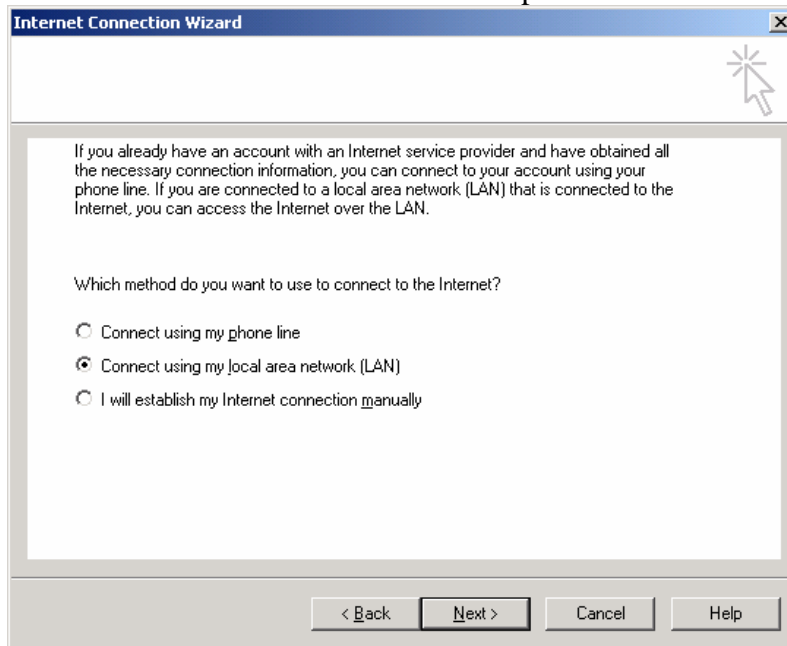 Internet Connection Wizard
If you already have an account with an Internet service provider and have obtained all
the necessary connection information, you can connect to your account using your
phone line. If you are connected to a local area network (LAN) that is connected to the
Internet, you can access the Internet over the LAN.
Which method do you want to use to connect to the Internet?
Connect using my phone line
Connect using my local area network (LAN)
I will establish my Internet connection manually
< Back Next > Cancel Help